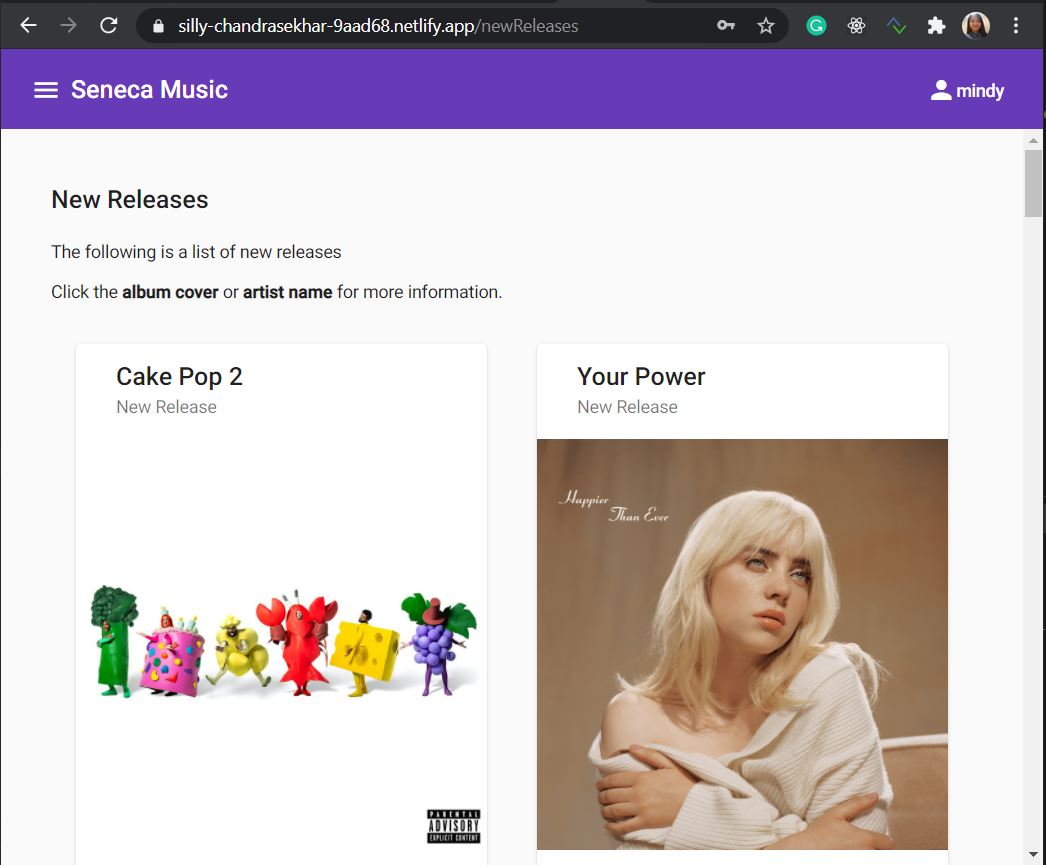 silly-chandrasekhar-9aad68.netlify.app/newReleases
Seneca Music
mindy
New Releases
The following is a list of new releases
Click the album cover or artist name for more information.
Cake Pop 2
New Release
Your Power
New Release
Happier
Than Ever
PARENTAL
ADVISORY
EXPLICIT CONTENT